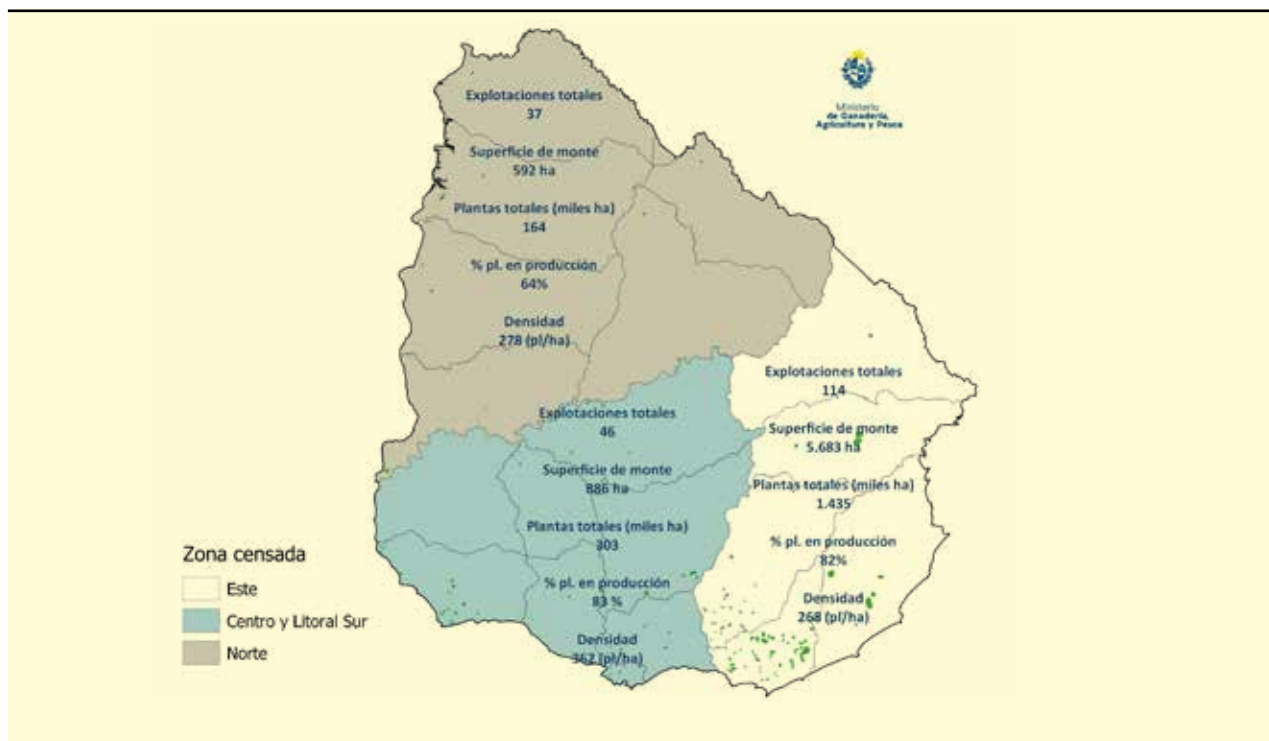 Explotaciones totales
37
Superficie de monte
592 ha
Plantas totales (miles ha)
164
% pl. en producción
64%
Densidad
278 (pl/ha)
Ministerio
de Ganadería,
Agricultura y Pesca
Explotaciones totales
114
Superficie de monte
5.683 ha
Plantas totales (miles ha)
1.435
% pl. en producción
82%
Densidad
268 (pl/ha)
Explotaciones totales
46
Superficie de monte
886 ha
Plantas totales (miles ha)
303
% pl. en producción
83 %
Densidad
362 (pl/ha)
Zona censada
Este
Centro y Litoral Sur
Norte